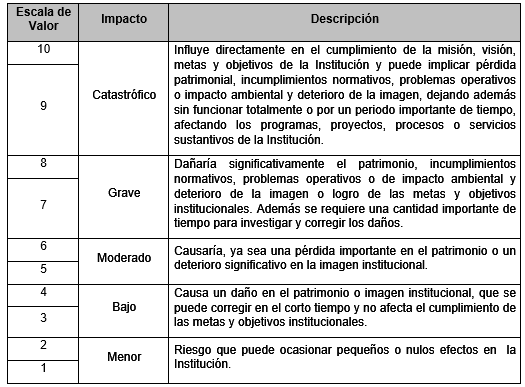 Escala de
Valor
Impacto
Descripción
10
9
Catastrófico
Influye directamente en el cumplimiento de la misión, visión,
metas y objetivos de la Institución y puede implicar pérdida
patrimonial, incumplimientos normativos, problemas operativos
o impacto ambiental y deterioro de la imagen, dejando además
sin funcionar totalmente o por un periodo importante de tiempo,
afectando los programas, proyectos, procesos o servicios
sustantivos de la Institución.
8
7
Grave
Dañaría significativamente el patrimonio, incumplimientos
normativos, problemas operativos o de impacto ambiental y
deterioro de la imagen o logro de las metas y objetivos
institucionales. Además se requiere una cantidad importante de
tiempo para investigar y corregir los daños.
6
5
Moderado
Causaría, ya sea una pérdida importante en el patrimonio o un
deterioro significativo en la imagen institucional.
4
3
Bajo
Causa un daño en el patrimonio o imagen institucional, que se
puede corregir en el corto tiempo y no afecta el cumplimiento de
las metas y objetivos institucionales.
2
1
Menor
Riesgo que puede ocasionar pequeños o nulos efectos en la
Institución.